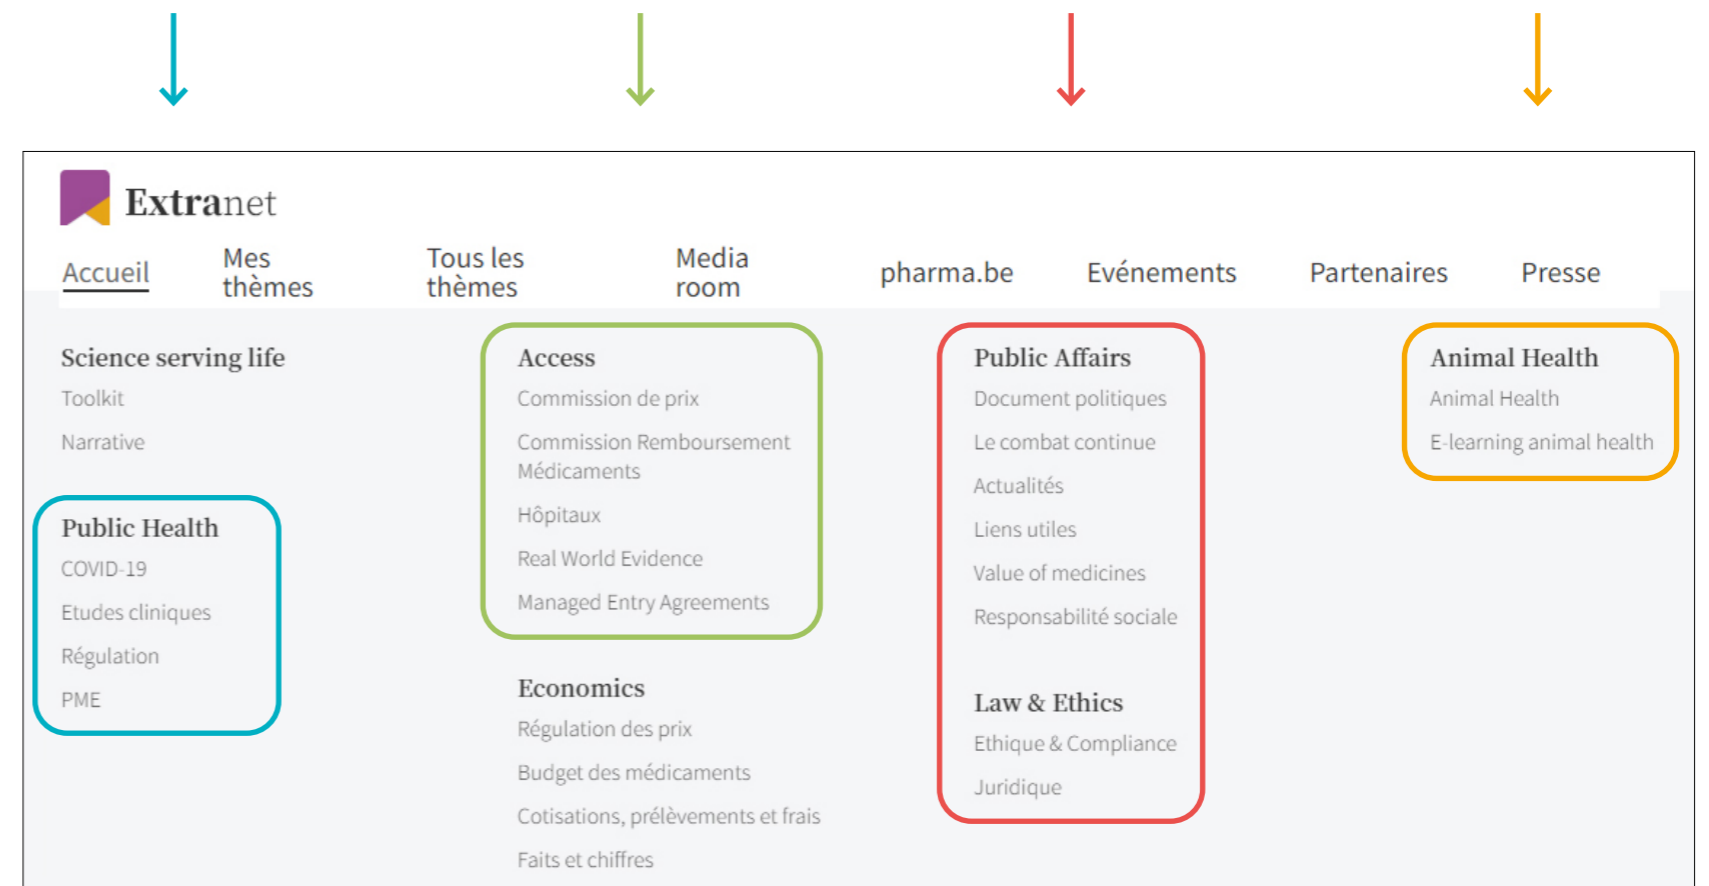 Extranet
Accueil
Mes
thèmes
Tous les
thèmes
Media
room
pharma.be
Evénements
Partenaires
Presse
Science serving life
Toolkit
Narrative
Public Health
COVID-19
Etudes cliniques
Régulation
PME
Access
Commission de prix
Commission Remboursement
Médicaments
Hôpitaux
Real World Evidence
Managed Entry Agreements
Economics
Régulation des prix
Budget des médicaments
Cotisations, prélèvements et frais
Faits et chiffres
Public Affairs
Document politiques
Le combat continue
Actualités
Liens utiles
Value of medicines
Responsabilité sociale
Law & Ethics
Ethique & Compliance
Juridique
Animal Health
Animal Health
E-learning animal health